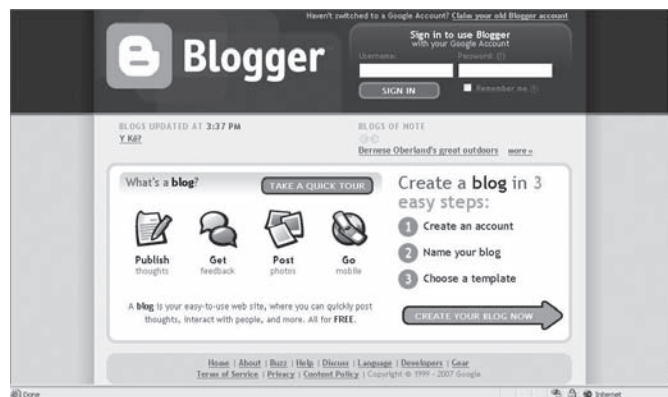 Haven't switched to a Google Account? Claim your old Blogger account
Blogger
Sign in to use Blogger
with your Google Account
Username:
Password: (?)
SIGN IN
Remember me (?)
BLOGS UPDATED AT 3:37 PM
Y Kê?
BLOGS OF NOTE
Bernese Oberland's great outdoors more »
What's a blog?
TAKE A QUICK TOUR
Publish
thoughts
Get
feedback
Post
photos
Go
mobile
A blog is your easy-to-use web site, where you can quickly post
thoughts, interact with people, and more. All for FREE.
Create a blog in 3
easy steps:
1 Create an account
2 Name your blog
3 Choose a template
CREATE YOUR BLOG NOW
Home | About | Buzz | Help | Discuss | Language | Developers | Gear
Terms of Service | Privacy | Content Policy | Copyright © 1999 - 2007 Google
Done
Internet